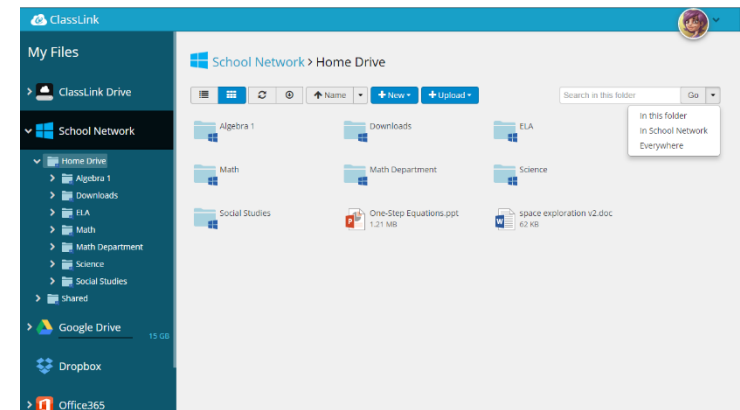 ClassLink
My Files
ClassLink Drive
School Network
Home Drive
Algebra 1
Downloads
ELA
Math
Math Department
Science
Social Studies
Shared
Google Drive
15 GB
Dropbox
Office365
School Network > Home Drive
Name
New
Upload
Search in this folder
Go
In this folder
In School Network
Everywhere
Algebra 1
Downloads
ELA
Math
Math Department
Science
Social Studies
One-Step Equations.ppt
1.21 MB
space exploration v2.doc
62 KB